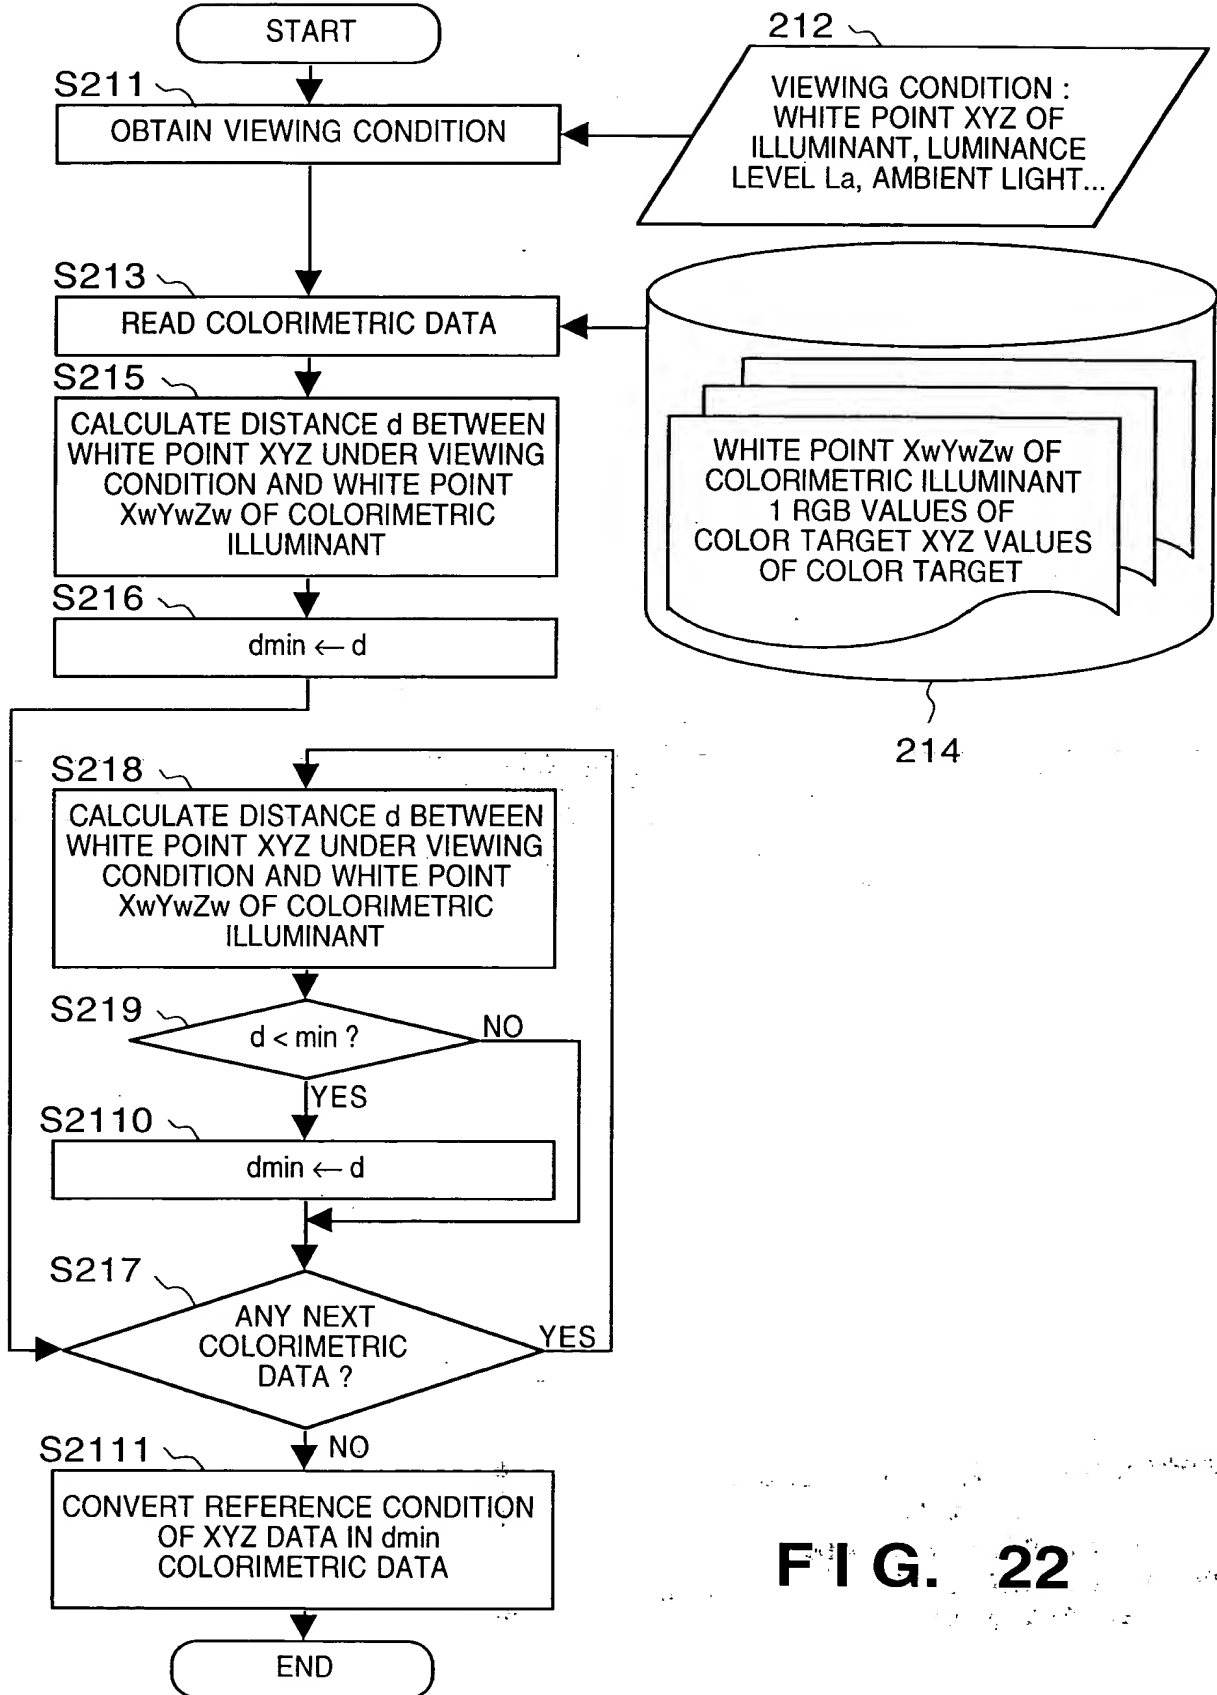 START
S211
OBTAIN VIEWING CONDITION
212
VIEWING CONDITION :
WHITE POINT XYZ OF
ILLUMINANT, LUMINANCE
LEVEL La, AMBIENT LIGHT...
S213
READ COLORIMETRIC DATA
S215
CALCULATE DISTANCE d BETWEEN
WHITE POINT XYZ UNDER VIEWING
CONDITION AND WHITE POINT
XwYwZw OF COLORIMETRIC
ILLUMINANT
WHITE POINT XwYwZw OF
COLORIMETRIC ILLUMINANT
1 RGB VALUES OF
COLOR TARGET XYZ VALUES
OF COLOR TARGET
214
S216
dmin ← d
S218
CALCULATE DISTANCE d BETWEEN
WHITE POINT XYZ UNDER VIEWING
CONDITION AND WHITE POINT
XwYwZw OF COLORIMETRIC
ILLUMINANT
S219
d < min ?
NO
YES
S2110
dmin ← d
S217
ANY NEXT
COLORIMETRIC
DATA ?
YES
NO
S2111
CONVERT REFERENCE CONDITION
OF XYZ DATA IN dmin
COLORIMETRIC DATA
END
FIG. 22